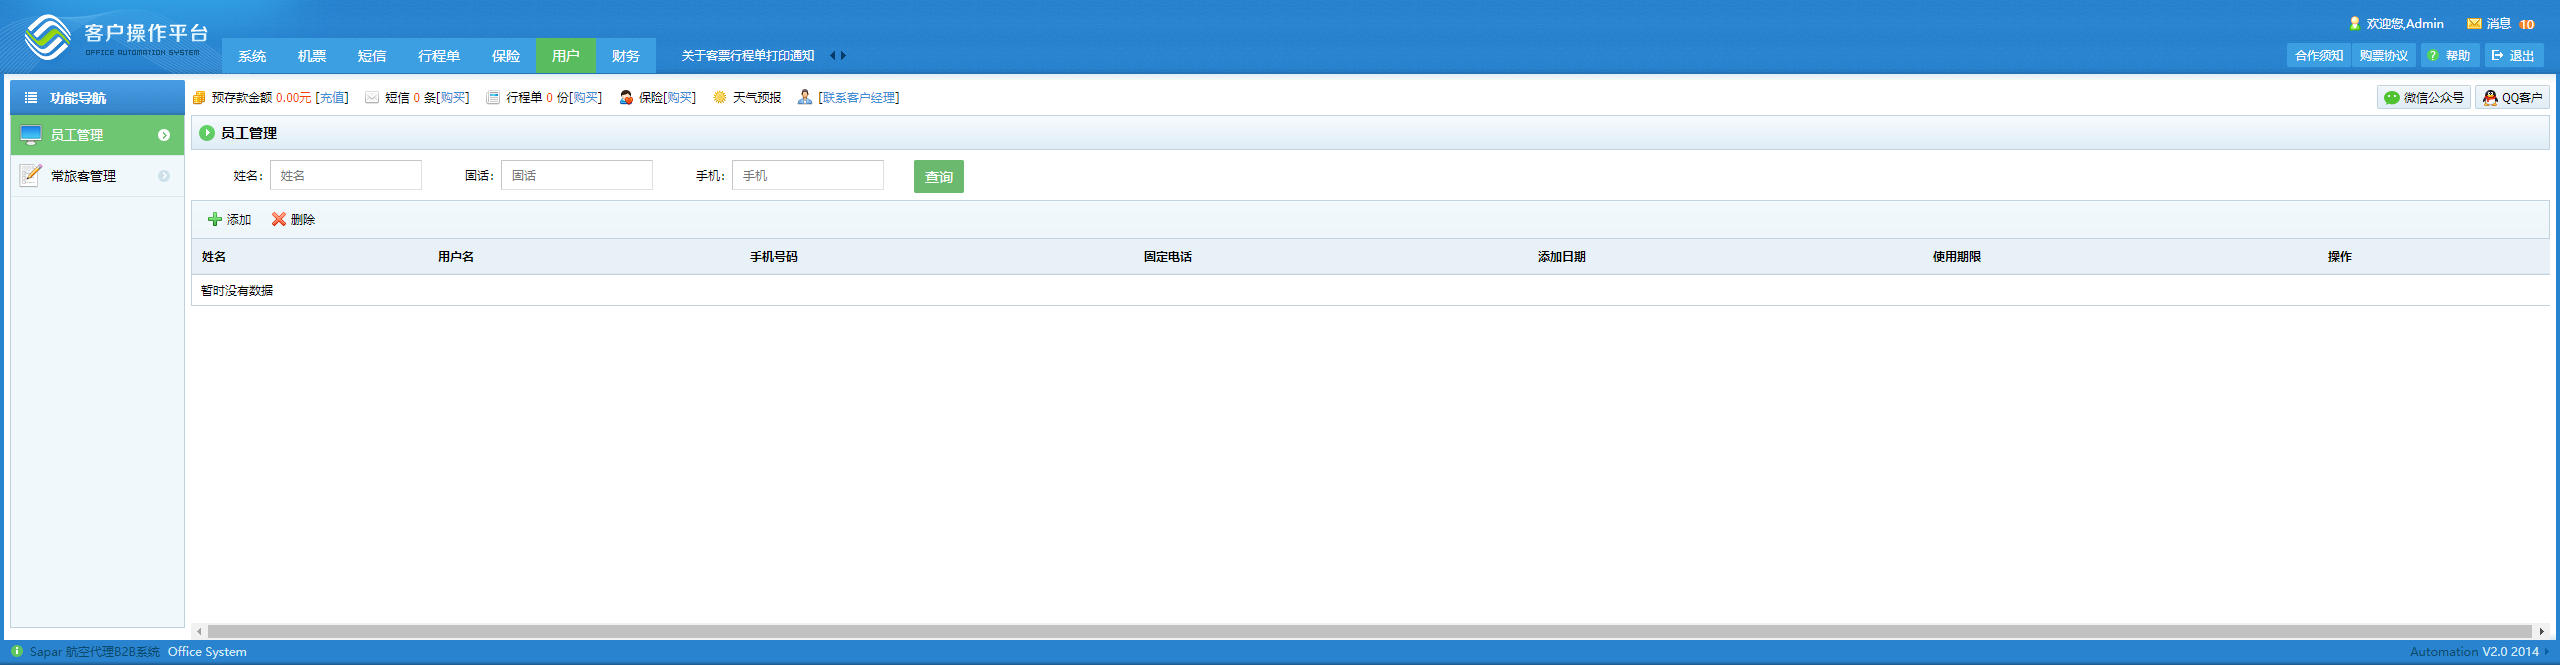 客户操作平台
OFFICE AUTOMATION SYSTEM
欢迎您,Admin 消息 10
系统 机票 短信 行程单 保险 用户 财务 关于客票行程单打印通知
合作须知 购票协议 帮助 退出
功能导航
员工管理
常旅客管理
预存款金额 0.00元 [充值] 短信 0 条[购买] 行程单 0 份[购买] 保险[购买] 天气预报 [联系客户经理]
微信公众号 QQ客户
员工管理
姓名: 姓名 固话: 固话 手机: 手机 查询
添加 删除
姓名 用户名 手机号码 固定电话 添加日期 使用期限 操作
暂时没有数据
Sapar 航空代理B2B系统 Office System
Automation V2.0 2014